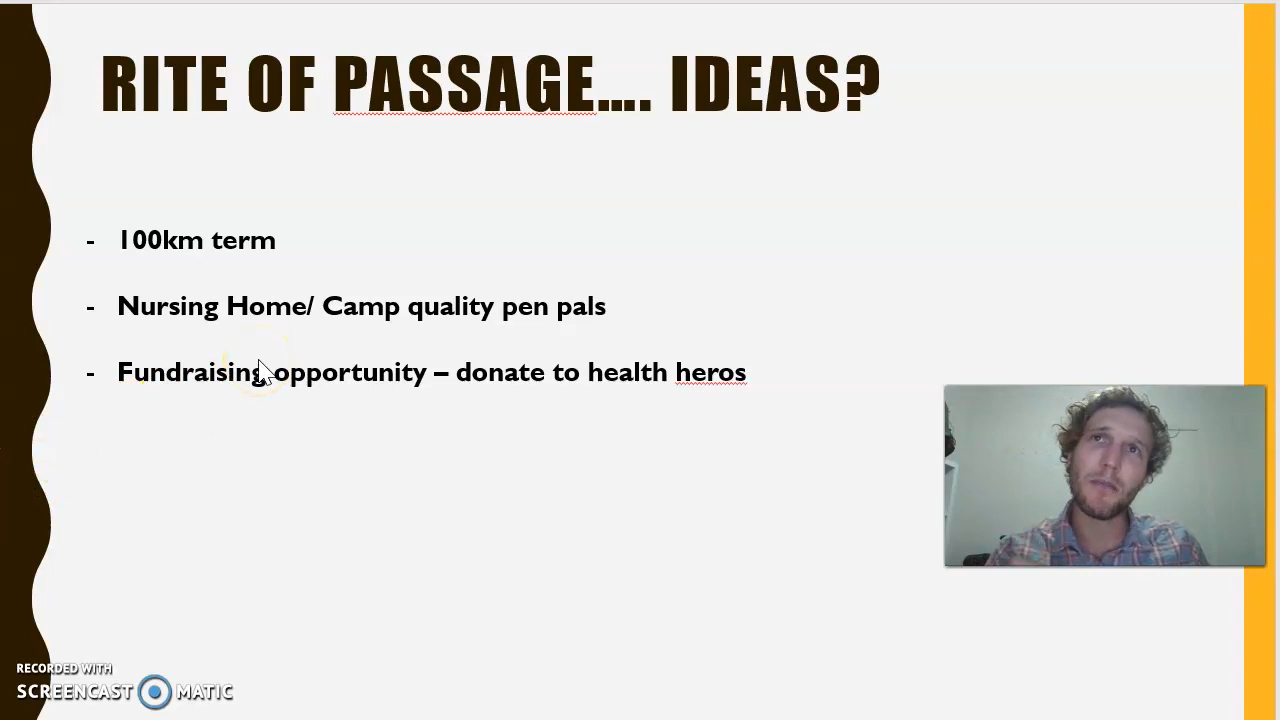 RITE OF PASSAGE…. IDEAS?
- 100km term
- Nursing Home/ Camp quality pen pals
- Fundraising opportunity – donate to health heros
RECORDED WITH
SCREENCAST MATIC